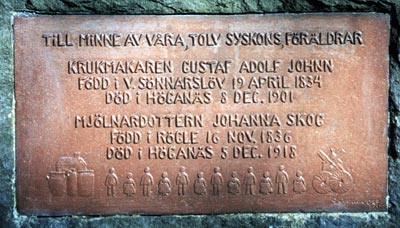 TILL MINNE AV VÅRA, TOLV SYSKONS, FÖRÄLDRAR
KRUKMAKAREN GUSTAF ADOLF JOHNN
FÖDD I V. SÖNNARSLÖV 19 APRIL 1834
DÖD I HÖGANÄS 8 DEC. 1901
MJÖLNARDOTTERN JOHANNA SKOG
FÖDD I RÖGLE 16 NOV. 1836
DÖD I HÖGANÄS 5 DEC. 1918